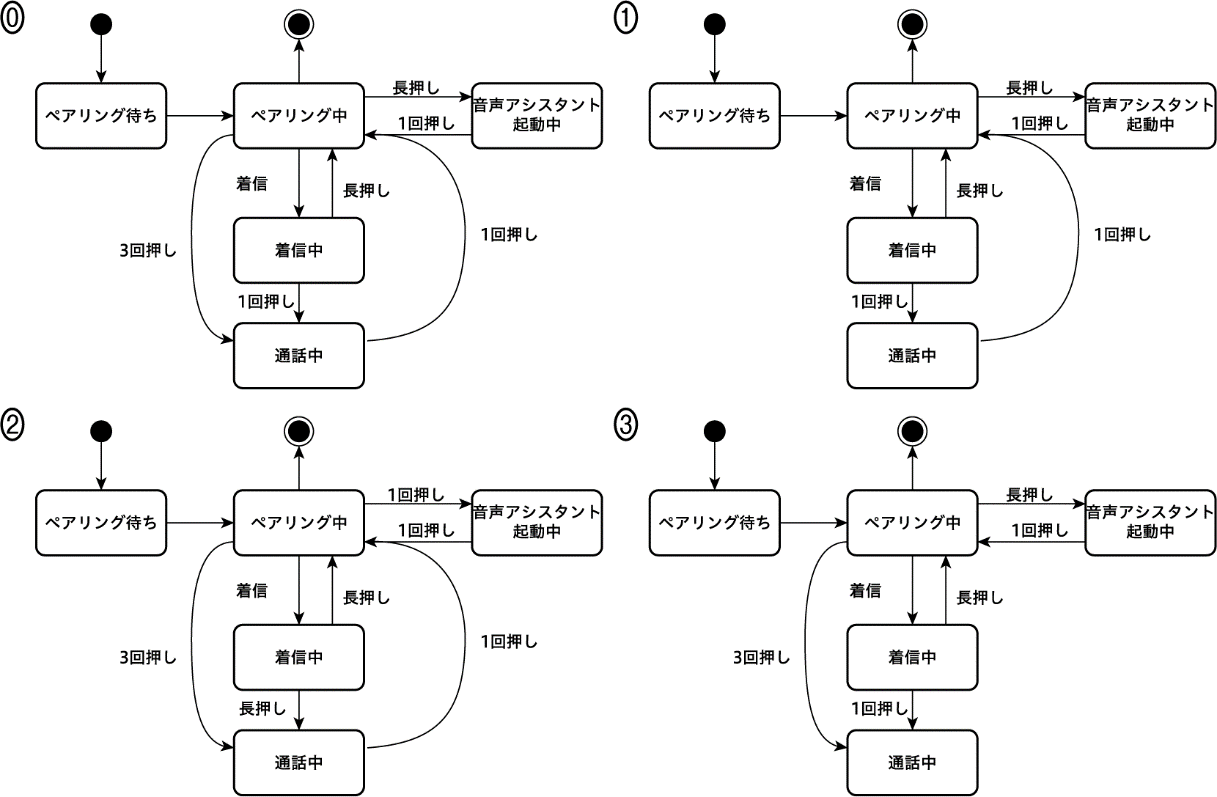 ⓪
ペアリング待ち
ペアリング中
長押し
音声アシスタント
起動中
1回押し
着信
長押し
3回押し
着信中
1回押し
1回押し
通話中
①
ペアリング待ち
ペアリング中
長押し
音声アシスタント
起動中
1回押し
着信
長押し
着信中
1回押し
1回押し
通話中
②
ペアリング待ち
ペアリング中
1回押し
音声アシスタント
起動中
1回押し
着信
長押し
3回押し
着信中
1回押し
長押し
通話中
③
ペアリング待ち
ペアリング中
長押し
音声アシスタント
起動中
1回押し
着信
長押し
3回押し
着信中
1回押し
通話中